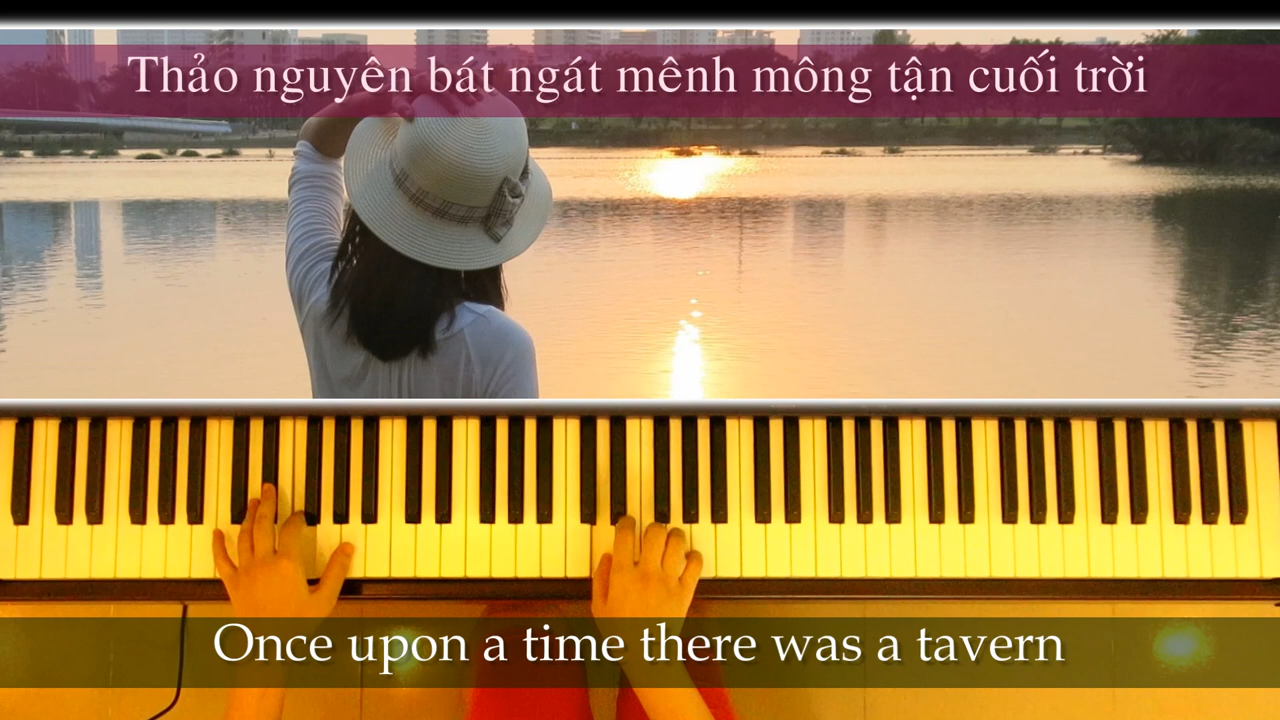 Thảo nguyên bát ngát mênh mông tận cuối trời
Once upon a time there was a tavern